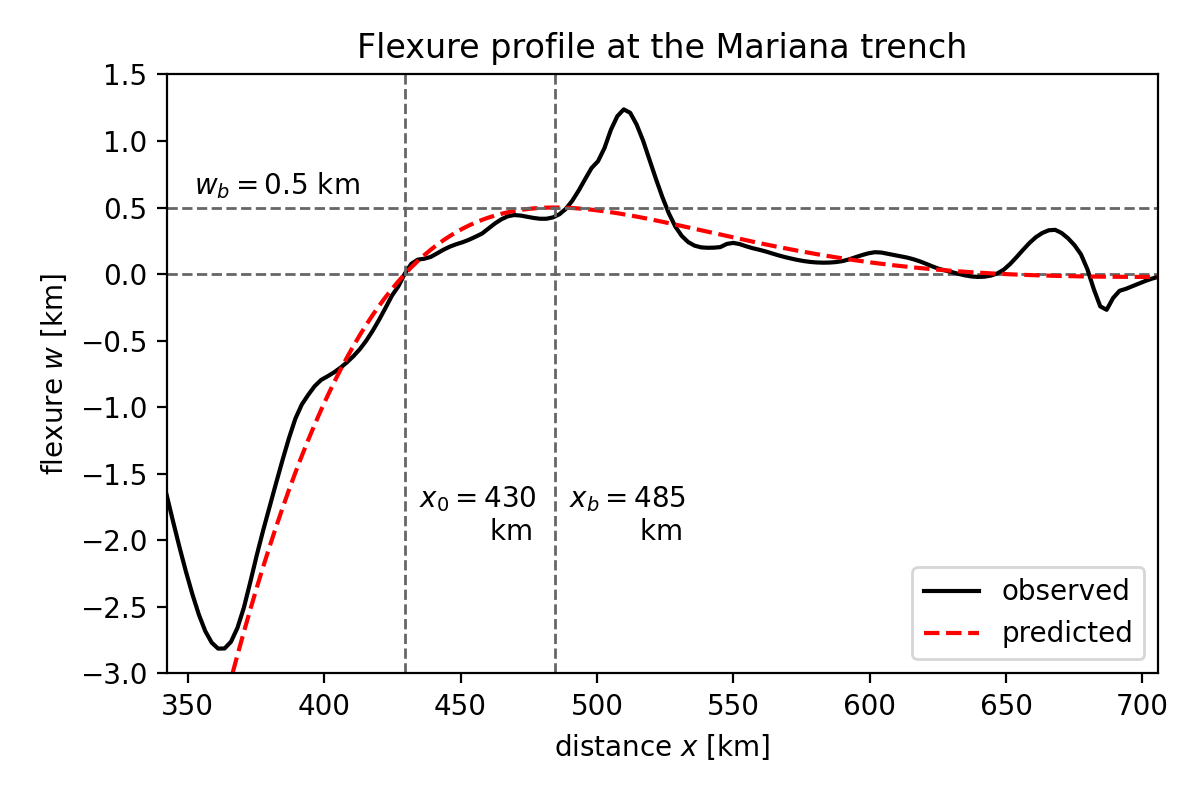 Flexure profile at the Mariana trench
1.5
1.0
0.5
0.0
−0.5
−1.0
−1.5
−2.0
−2.5
−3.0
flexure w [km]
w_b = 0.5 km
x_0 = 430
km
x_b = 485
km
observed
predicted
350 400 450 500 550 600 650 700
distance x [km]